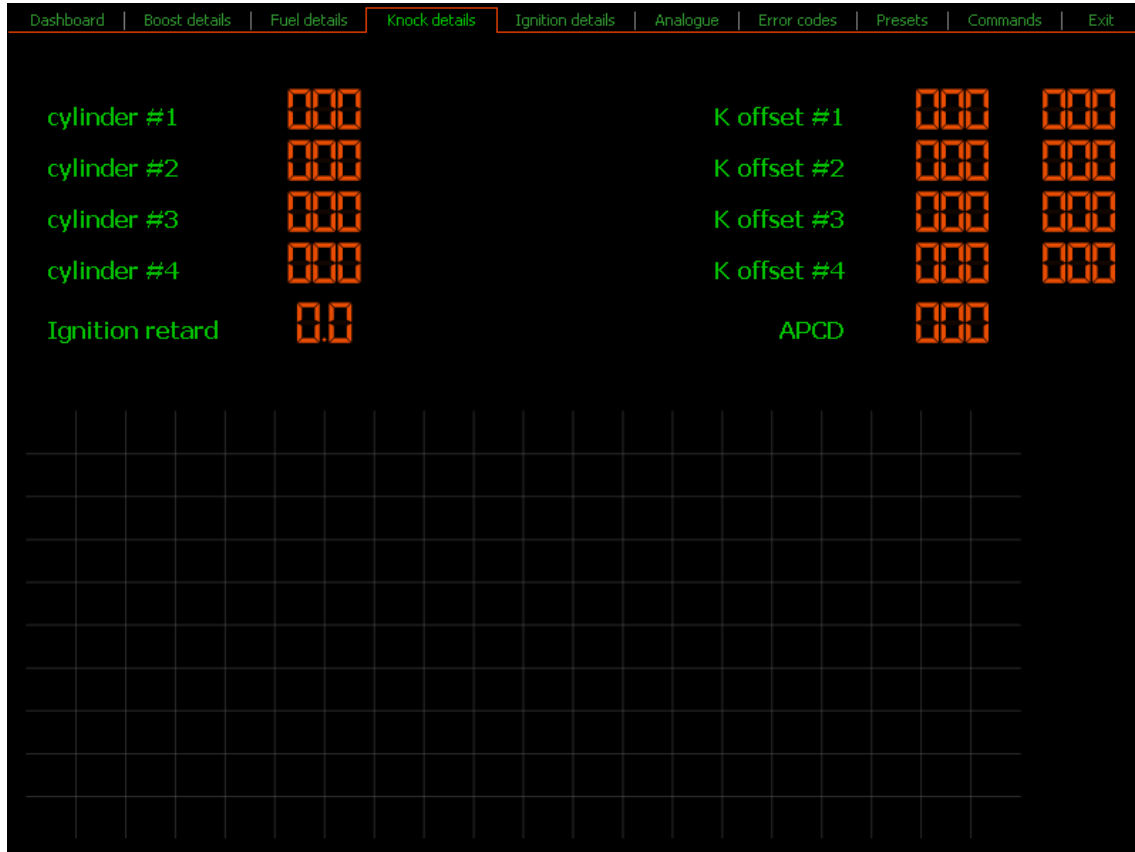 Dashboard | Boost details | Fuel details | Knock details | Ignition details | Analogue | Error codes | Presets | Commands | Exit
cylinder #1 000 K offset #1 000 000
cylinder #2 000 K offset #2 000 000
cylinder #3 000 K offset #3 000 000
cylinder #4 000 K offset #4 000 000
Ignition retard 0.0 APCD 000